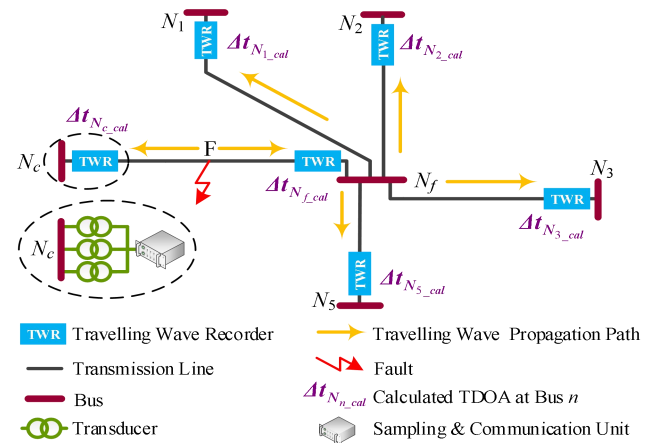 N1
N2
TWR
Δt N1_cal
TWR
Δt N2_cal
Δt Nc_cal
Nc
TWR
F
TWR
Nf
N3
TWR
Δt Nf_cal
Δt N3_cal
Nc
TWR
Δt N5_cal
N5
TWR Travelling Wave Recorder
Travelling Wave Propagation Path
Transmission Line
Fault
Bus
Δt Nn_cal Calculated TDOA at Bus n
Transducer
Sampling & Communication Unit